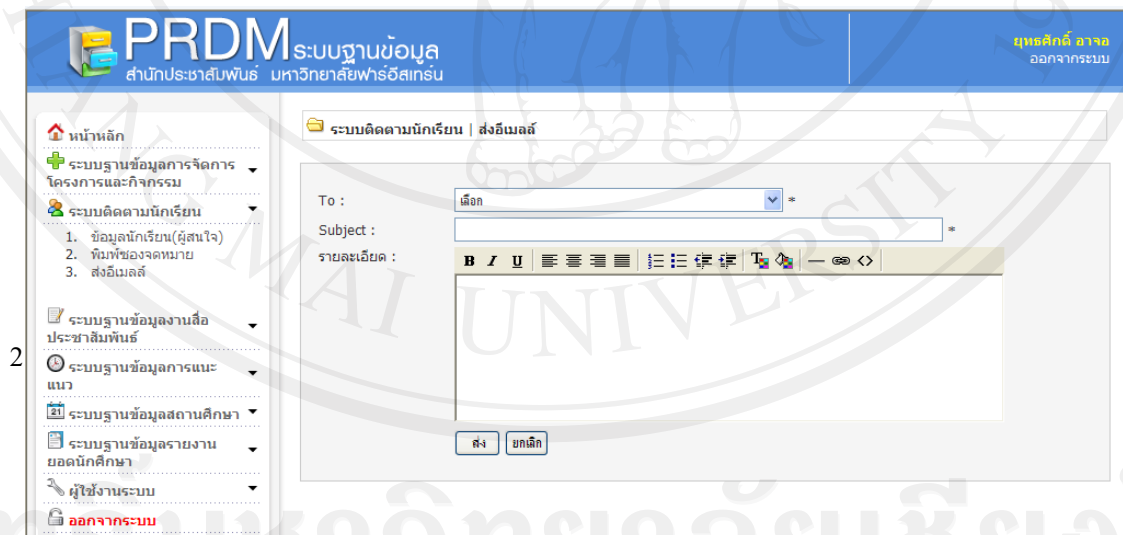 PRDM ระบบฐานข้อมูล
สำนักประชาสัมพันธ์ มหาวิทยาลัยฟาร์อีสเทอร์น
ยุทธศักดิ์ อาจอ
ออกจากระบบ
หน้าหลัก
ระบบฐานข้อมูลการจัดการ
โครงการและกิจกรรม
ระบบติดตามนักเรียน
1. ข้อมูลนักเรียน(ผู้สนใจ)
2. พิมพ์ซองจดหมาย
3. ส่งอีเมลล์
ระบบฐานข้อมูลงานสื่อ
ประชาสัมพันธ์
2
ระบบฐานข้อมูลการแนะ
แนว
21 ระบบฐานข้อมูลสถานศึกษา
ระบบฐานข้อมูลรายงาน
ยอดนักศึกษา
ผู้ใช้งานระบบ
ออกจากระบบ
ระบบติดตามนักเรียน | ส่งอีเมลล์
To : เลือก *
Subject : *
รายละเอียด :
B I U
ส่ง ยกเลิก
MAI UNIVERSITY